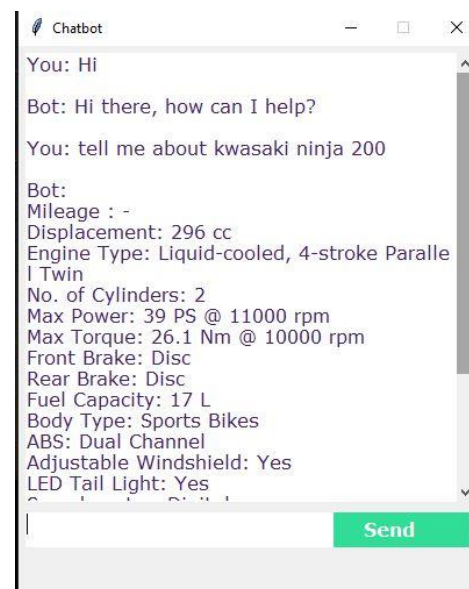 Chatbot
You: Hi
Bot: Hi there, how can I help?
You: tell me about kwasaki ninja 200
Bot:
Mileage : -
Displacement: 296 cc
Engine Type: Liquid-cooled, 4-stroke Paralle
l Twin
No. of Cylinders: 2
Max Power: 39 PS @ 11000 rpm
Max Torque: 26.1 Nm @ 10000 rpm
Front Brake: Disc
Rear Brake: Disc
Fuel Capacity: 17 L
Body Type: Sports Bikes
ABS: Dual Channel
Adjustable Windshield: Yes
LED Tail Light: Yes
Send